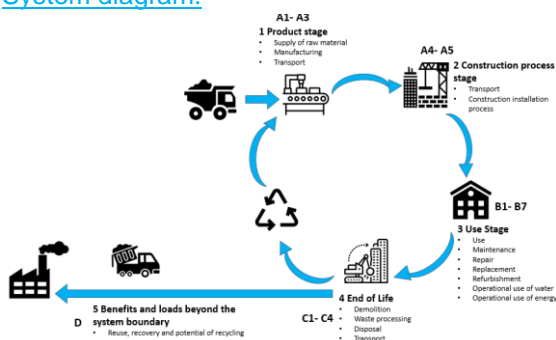 System diagram:
A1- A3
1 Product stage
• Supply of raw material
• Manufacturing
• Transport
A4- A5
2 Construction process
stage
• Transport
• Construction installation
process
B1- B7
3 Use Stage
• Use
• Maintenance
• Repair
• Replacement
• Refurbishment
• Operational use of water
• Operational use of energy
4 End of Life
C1- C4
• Demolition
• Waste processing
• Disposal
• Transport
5 Benefits and loads beyond the
D system boundary
• Reuse, recovery and potential of recycling